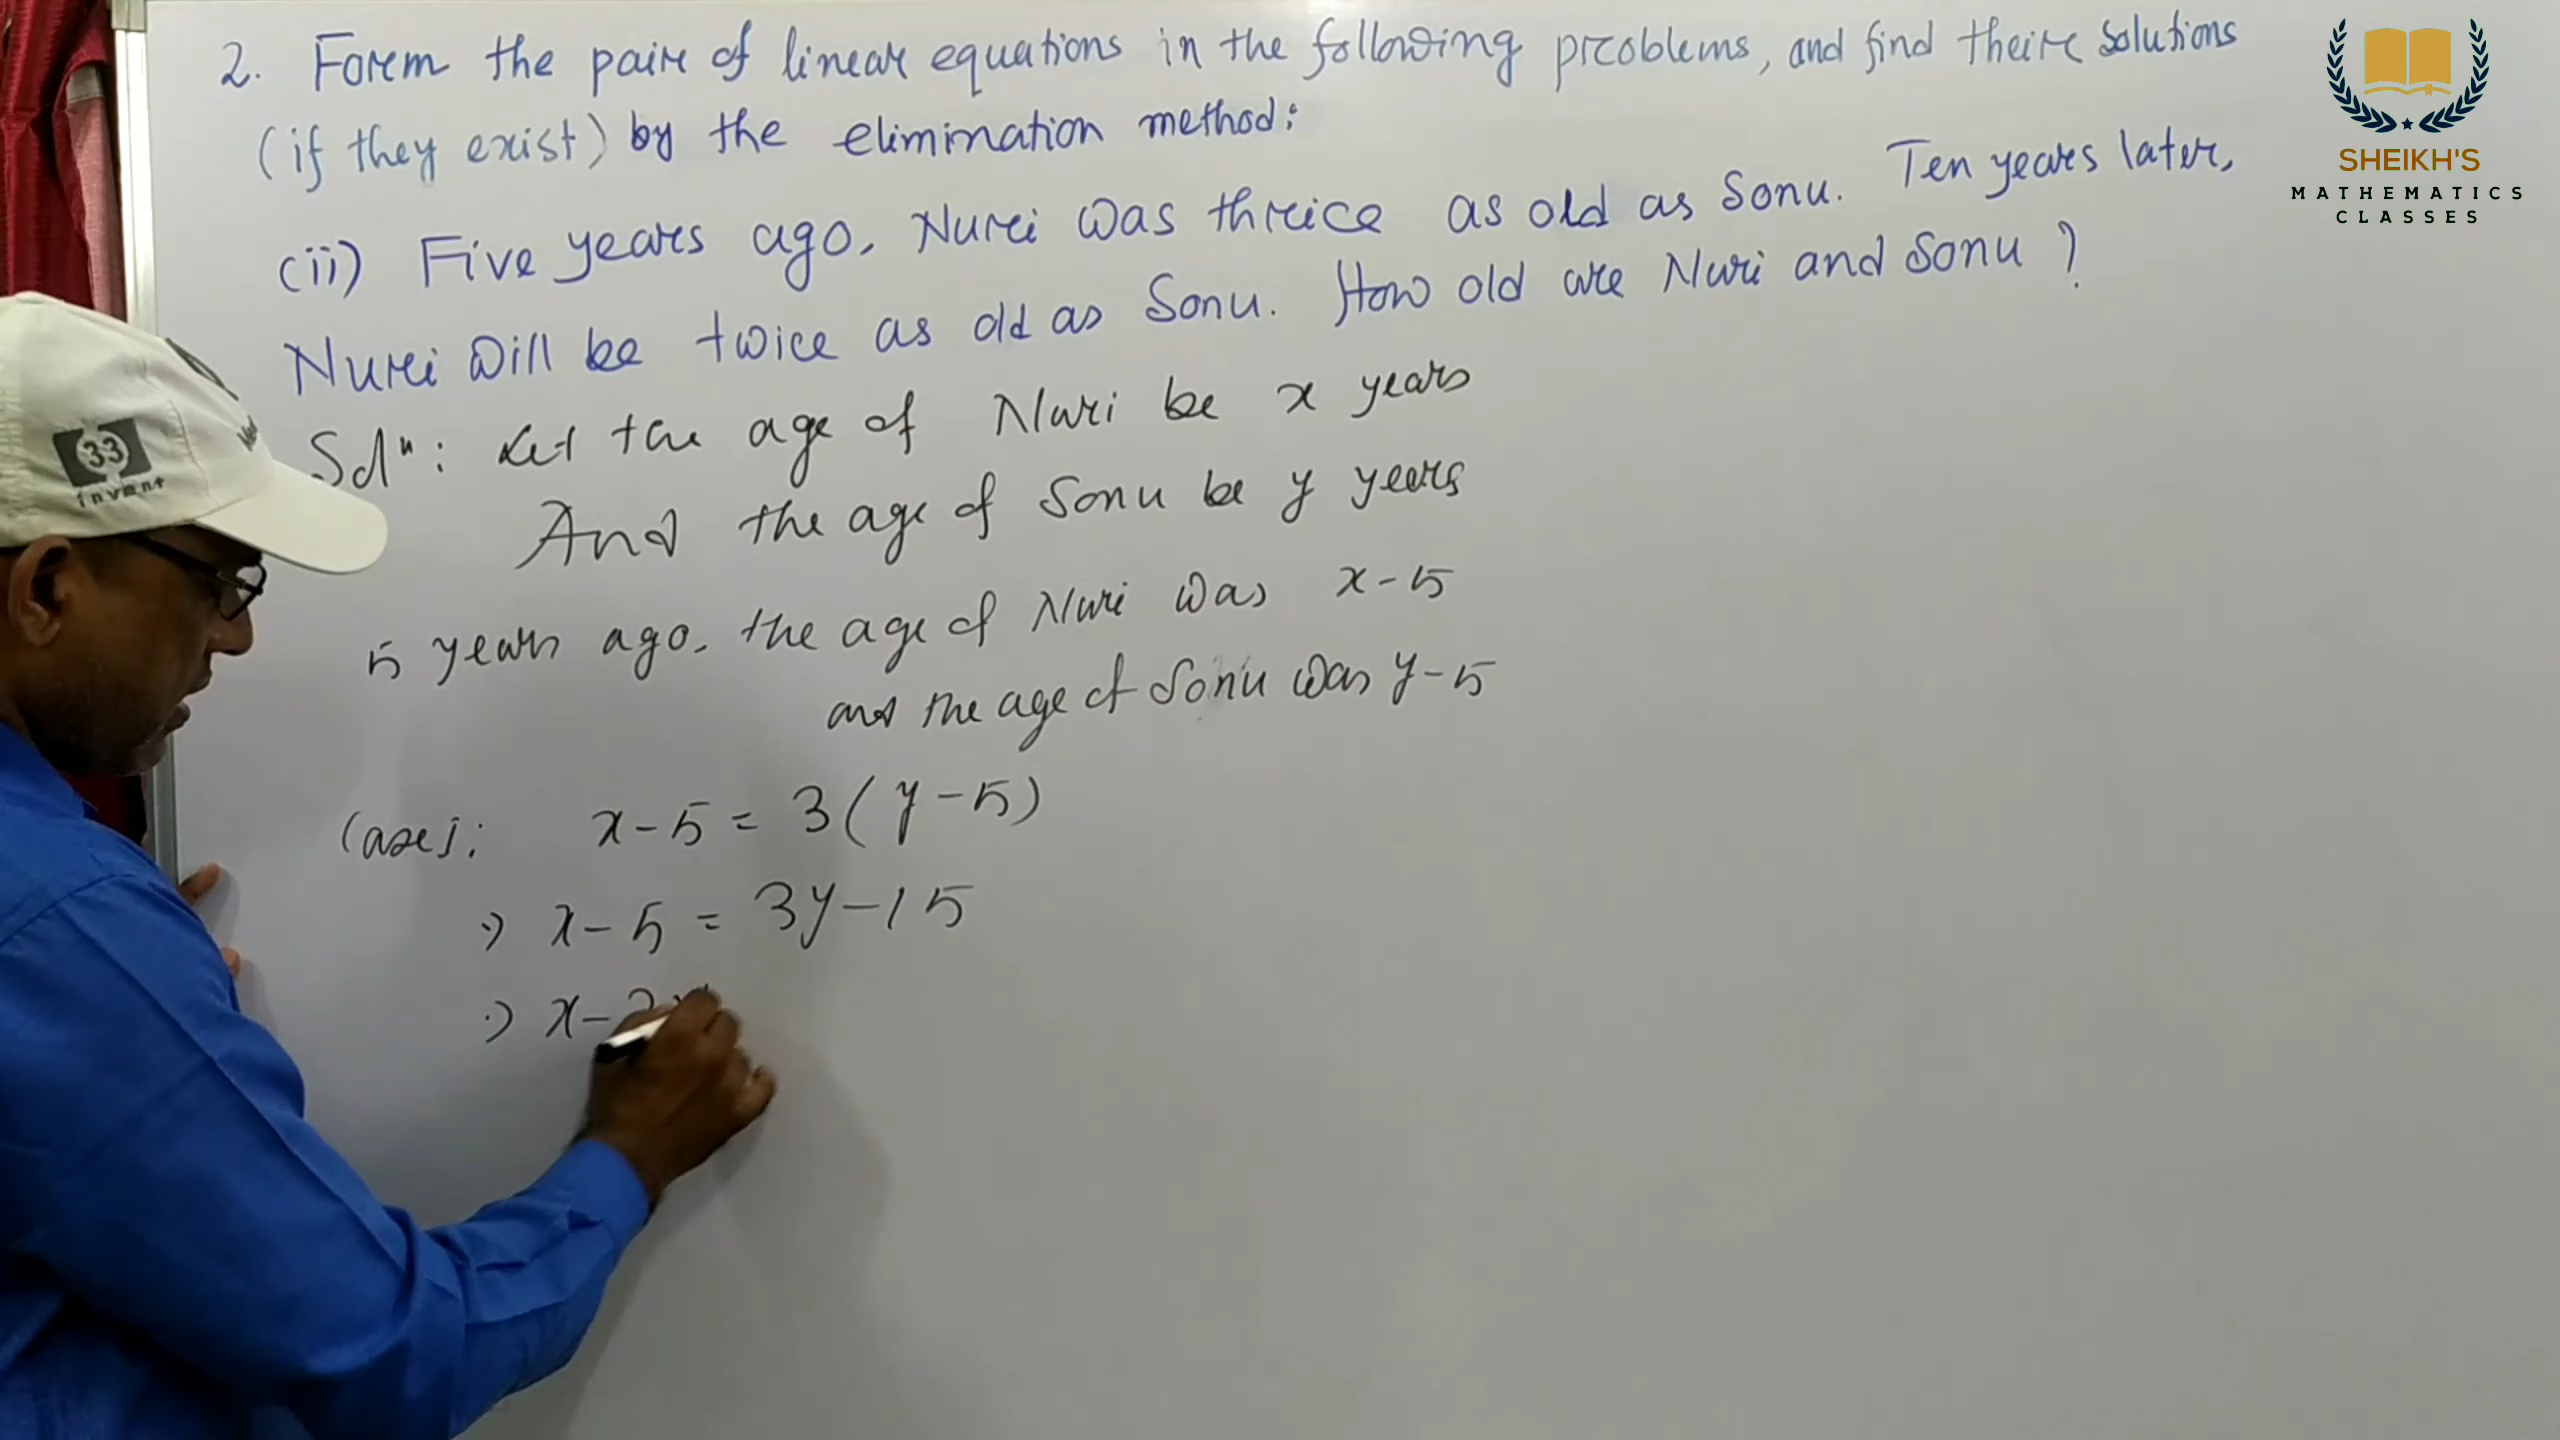 2. Form the pair of linear equations in the following problems, and find their solutions
(if they exist) by the elimination method:
(ii) Five years ago, Nuri was thrice as old as Sonu. Ten years later,
Nuri will be twice as old as Sonu. How old are Nuri and Sonu ?
Solⁿ: Let the age of Nuri be x years
And the age of Sonu be y years
5 years ago, the age of Nuri was x-5
and the age of Sonu was y-5
Case 1: x-5 = 3(y-5)
⇒ x-5 = 3y-15
⇒ x-3y
SHEIKH'S
MATHEMATICS
CLASSES
33
invent